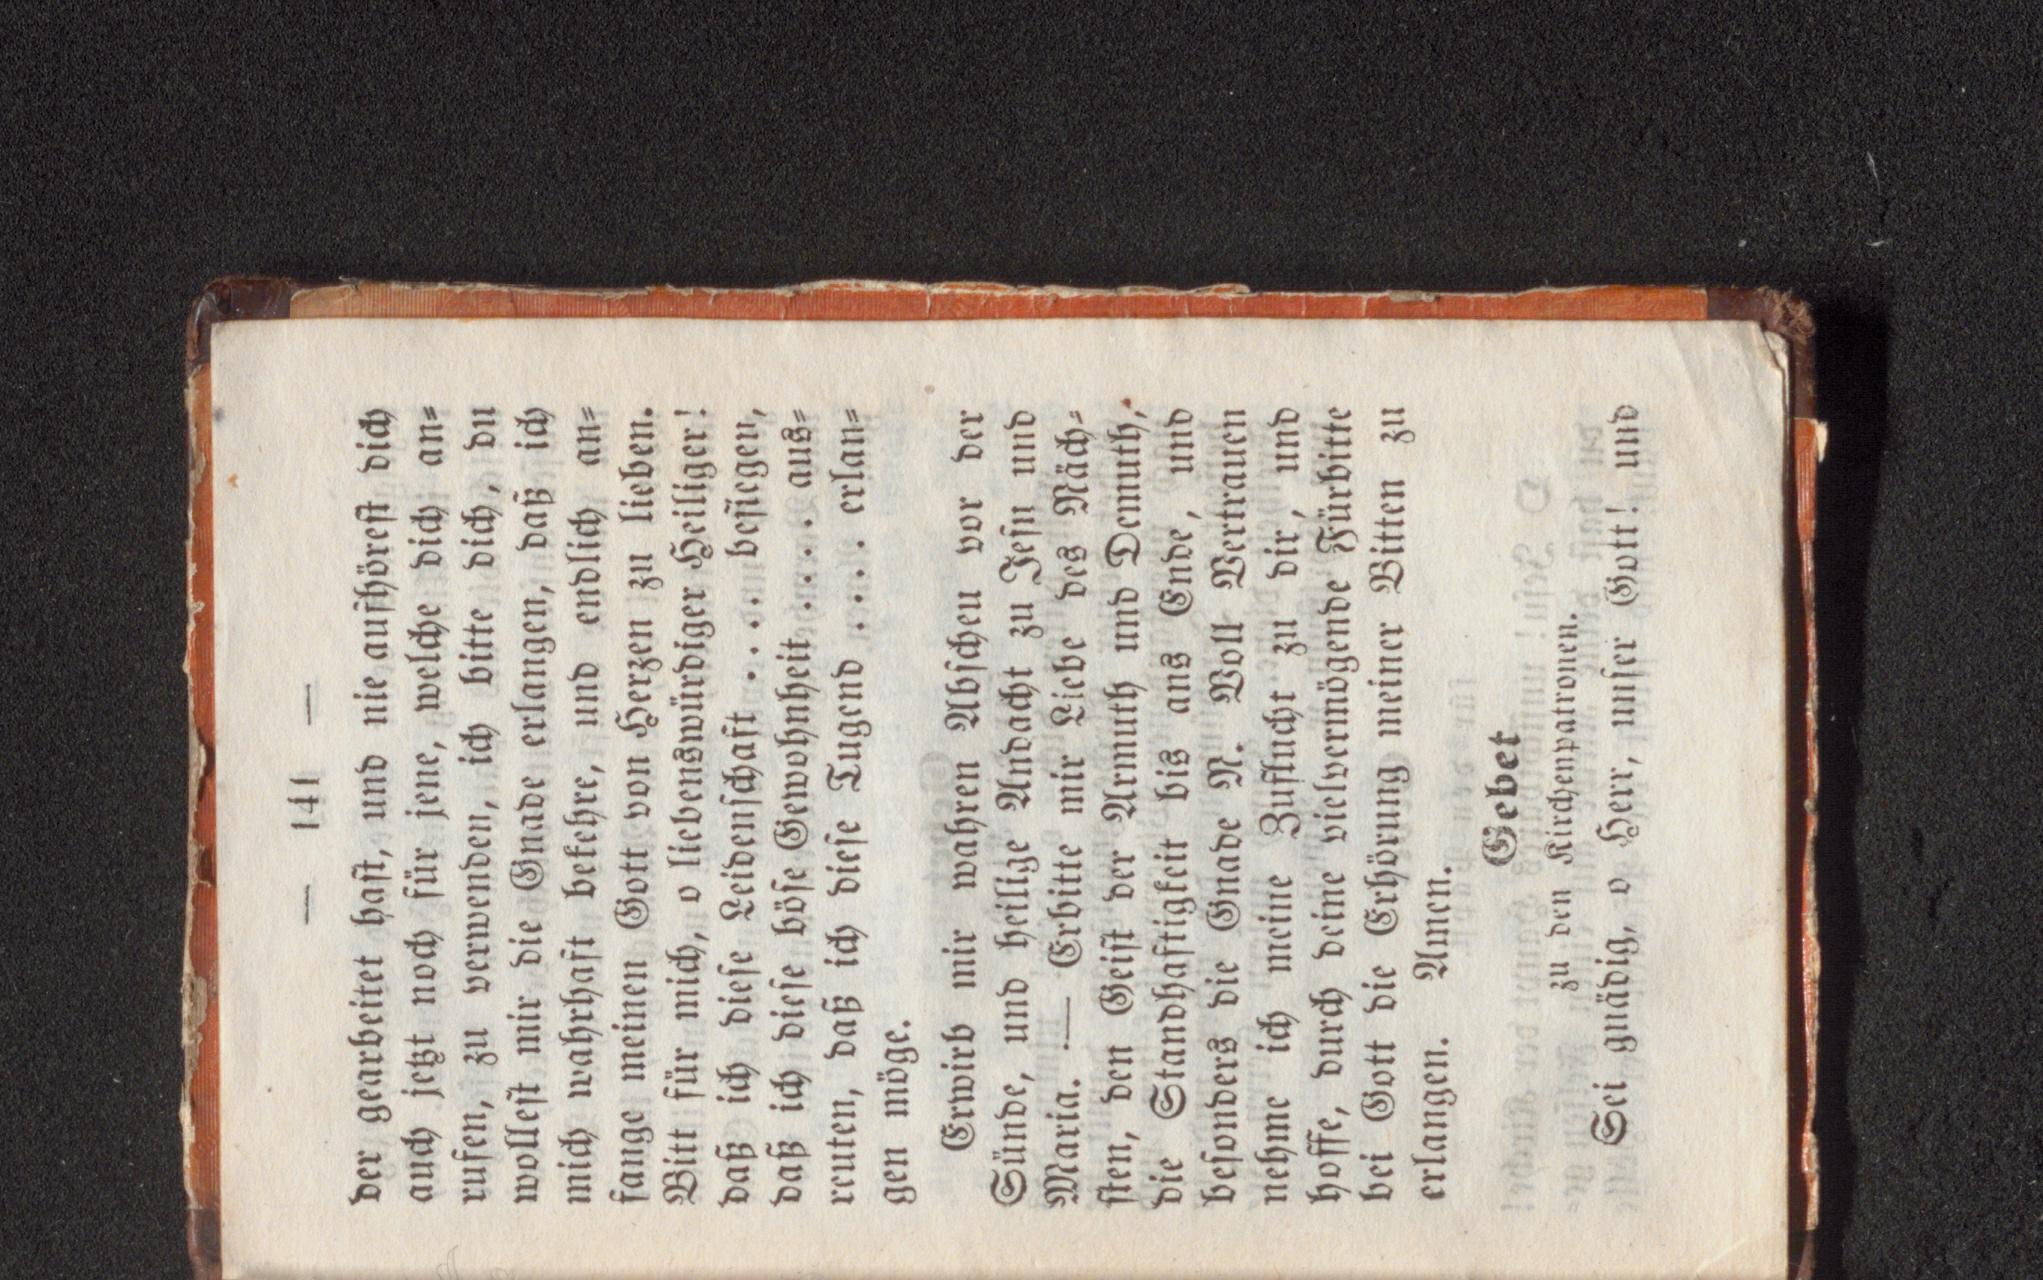 — 141 —
der gearbeitet hast, und nie aufhörest dich
auch jetzt noch für jene, welche dich an-
rufen, zu verwenden, ich bitte dich, du
wollest mir die Gnade erlangen, daß ich
mich wahrhaft bekehre, und endlich an-
fange meinen Gott von Herzen zu lieben.
Bitt für mich, o liebenswürdiger Heiliger!
daß ich diese Leidenschaft . . . . besiegen,
daß ich diese böse Gewohnheit . . . . aus-
reuten, daß ich diese Tugend . . . . erlan-
gen möge.
Erwirb mir wahren Abscheu vor der
Sünde, und heilige Andacht zu Jesu und
Maria. — Erbitte mir Liebe des Näch-
sten, den Geist der Armuth und Demuth,
die Standhaftigkeit bis ans Ende, und
besonders die Gnade N. Voll Vertrauen
nehme ich meine Zuflucht zu dir, und
hoffe, durch deine vielvermögende Fürbitte
bei Gott die Erhörung meiner Bitten zu
erlangen. Amen.
Gebet
zu den Kirchenpatronen.
Sei gnädig, o Herr, unser Gott! und